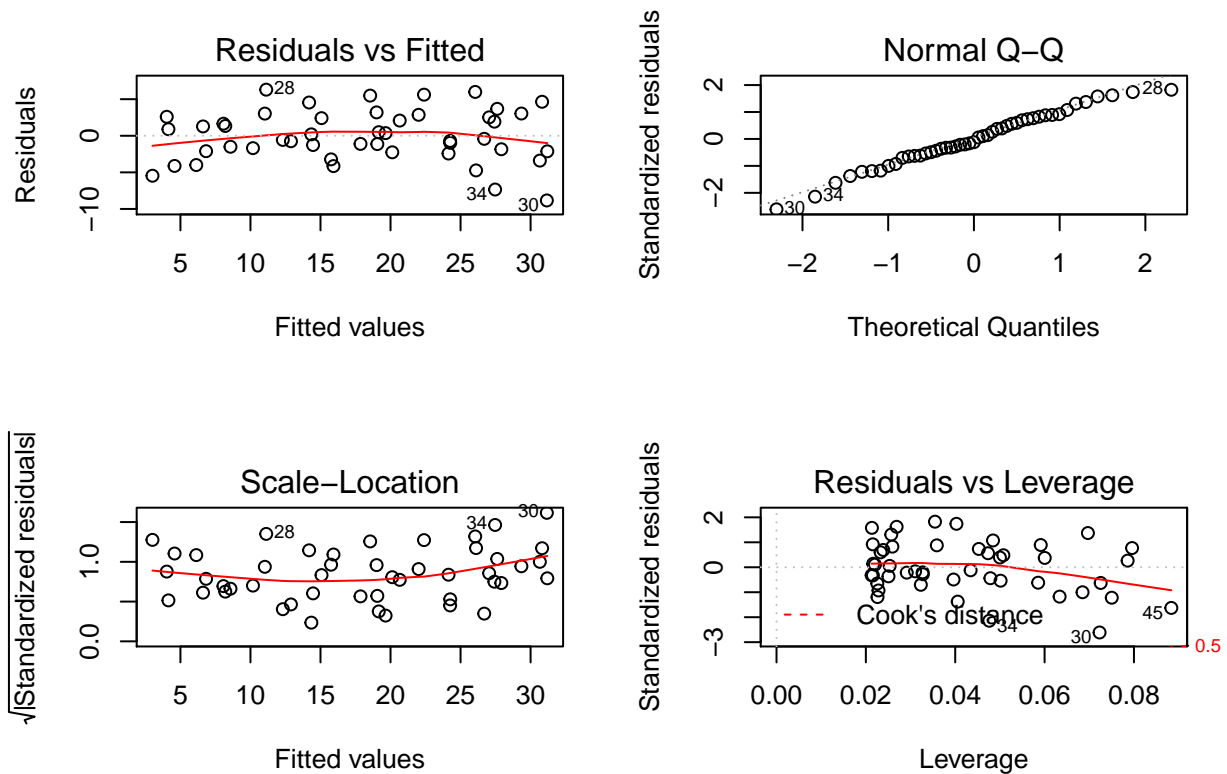 Residuals vs Fitted
Residuals
0
−10
28
34
30
5 10 15 20 25 30
Fitted values
Normal Q−Q
Standardized residuals
2
0
−2
28
34
30
−2 −1 0 1 2
Theoretical Quantiles
Scale−Location
√|Standardized residuals|
1.0
0.0
28
34
30
5 10 15 20 25 30
Fitted values
Residuals vs Leverage
Standardized residuals
2
0
−3
Cook's distance
34
30
45
0.5
0.00 0.02 0.04 0.06 0.08
Leverage